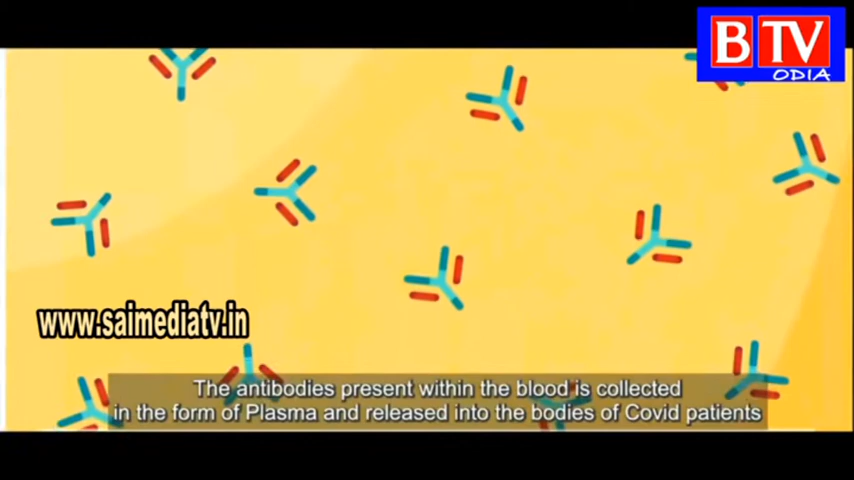 BTV
ODIA
www.saimediatv.in
The antibodies present within the blood is collected
in the form of Plasma and released into the bodies of Covid patients